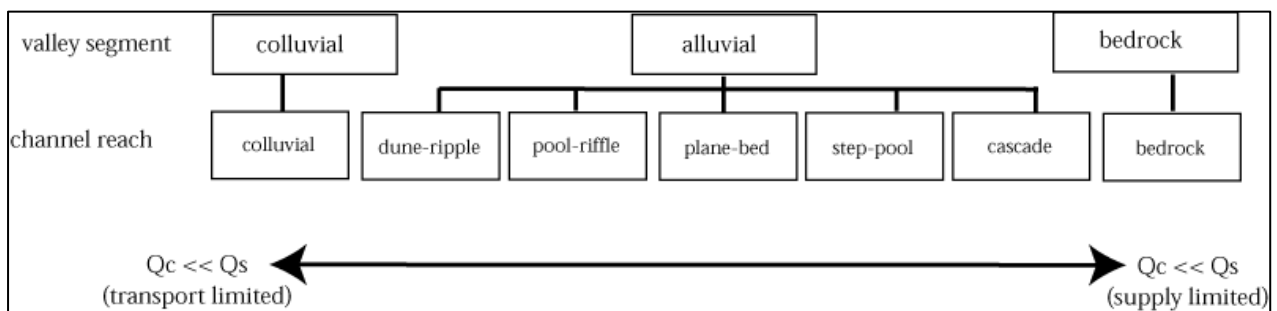 valley segment colluvial alluvial bedrock
channel reach colluvial dune-ripple pool-riffle plane-bed step-pool cascade bedrock
Qc << Qs Qc << Qs
(transport limited) (supply limited)